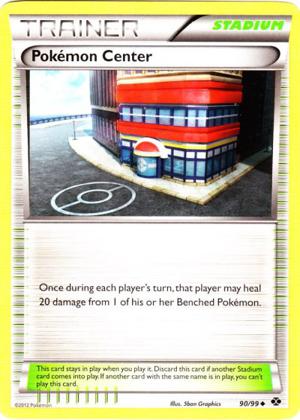 TRAINER
STADIUM
Pokémon Center
Once during each player's turn, that player may heal
20 damage from 1 of his or her Benched Pokémon.
This card stays in play when you play it. Discard this card if another Stadium
card comes into play. If another card with the same name is in play, you can't
play this card.
©2012 Pokémon
Illus. 5ban Graphics
90/99